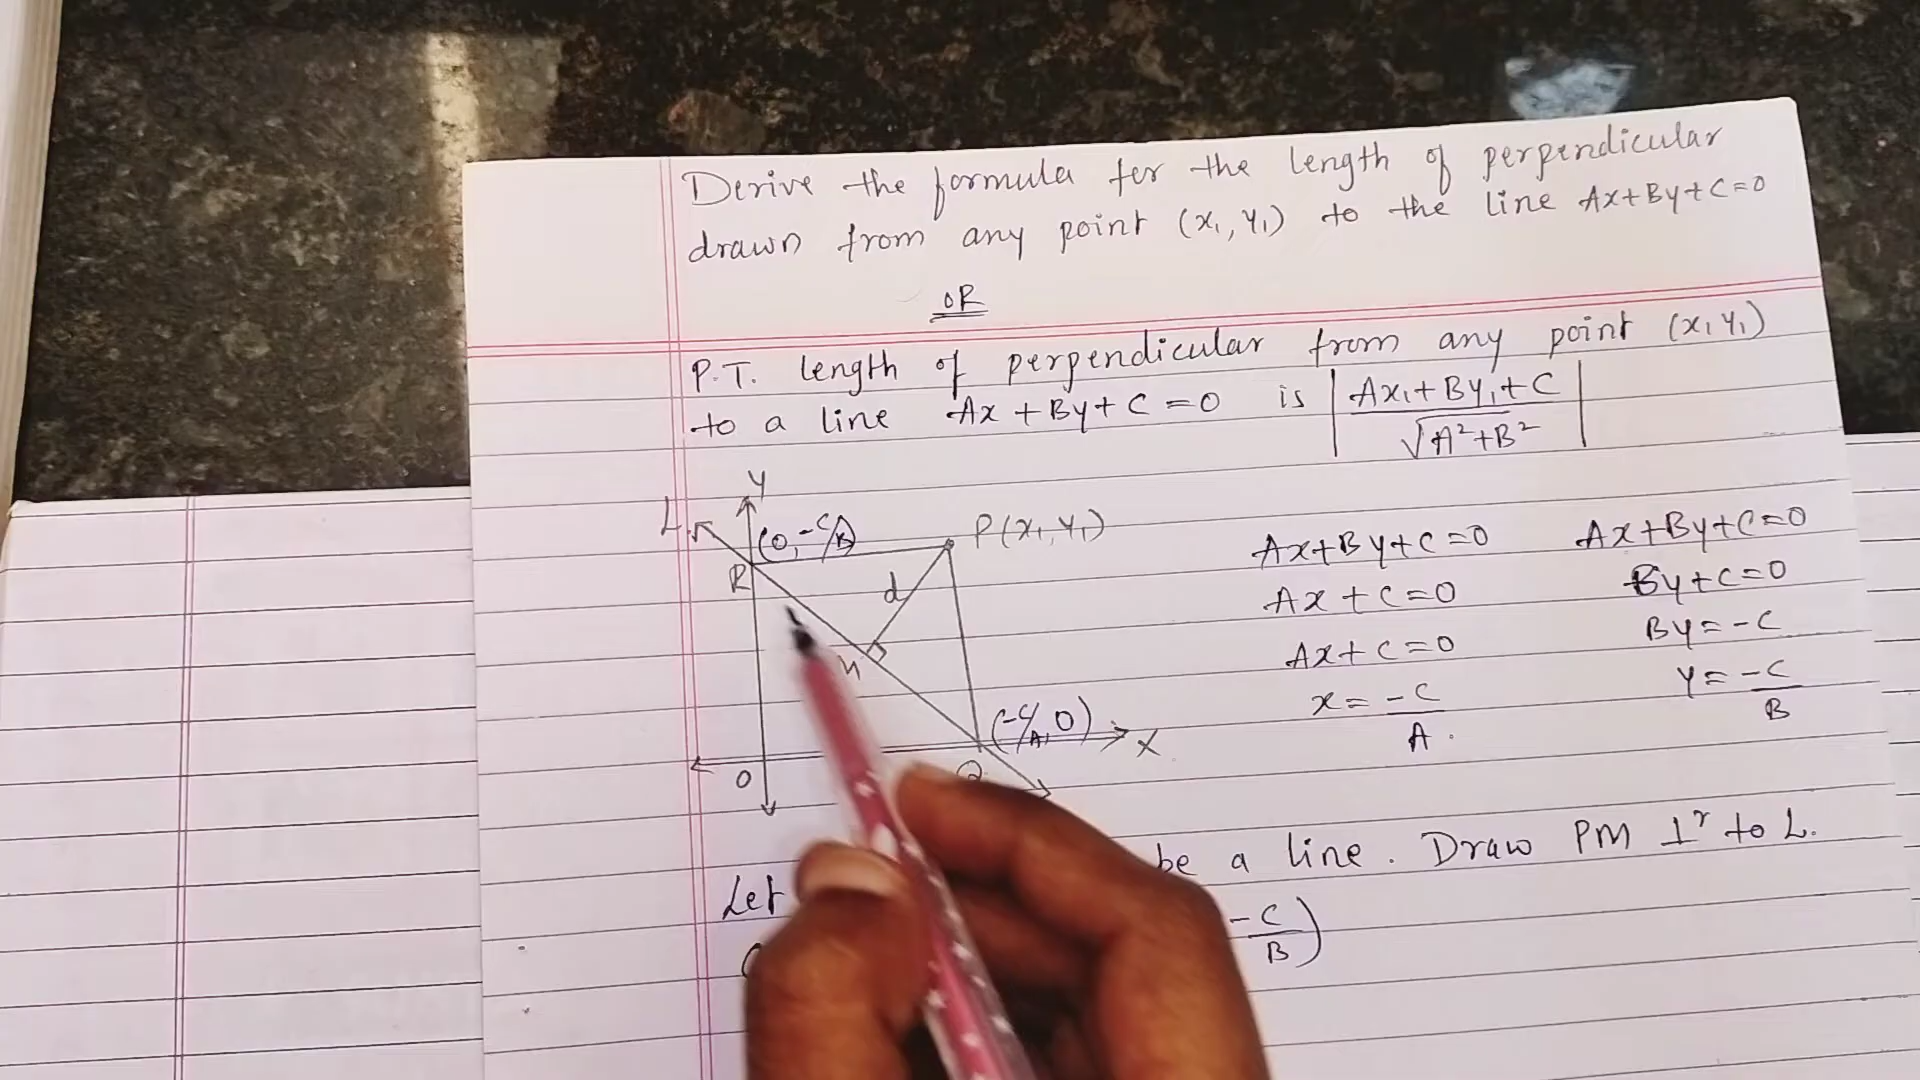 Derive the formula for the length of perpendicular
drawn from any point (x₁, y₁) to the line Ax+By+C=0
OR
P.T. length of perpendicular from any point (x₁ y₁)
to a line Ax + By + C = 0 is | Ax₁ + By₁ + C / √A²+B² |
Y
L
(0, -C/B)
P(x₁, y₁)
R
d
M
(-C/A, 0)
X
O
Q
Ax+By+C=0
Ax + C = 0
Ax + C = 0
x = -C/A.
Ax+By+C=0
By+C=0
By = -C
y = -C/B
Let be a line. Draw PM ⊥ʳ to L.
-C/B)